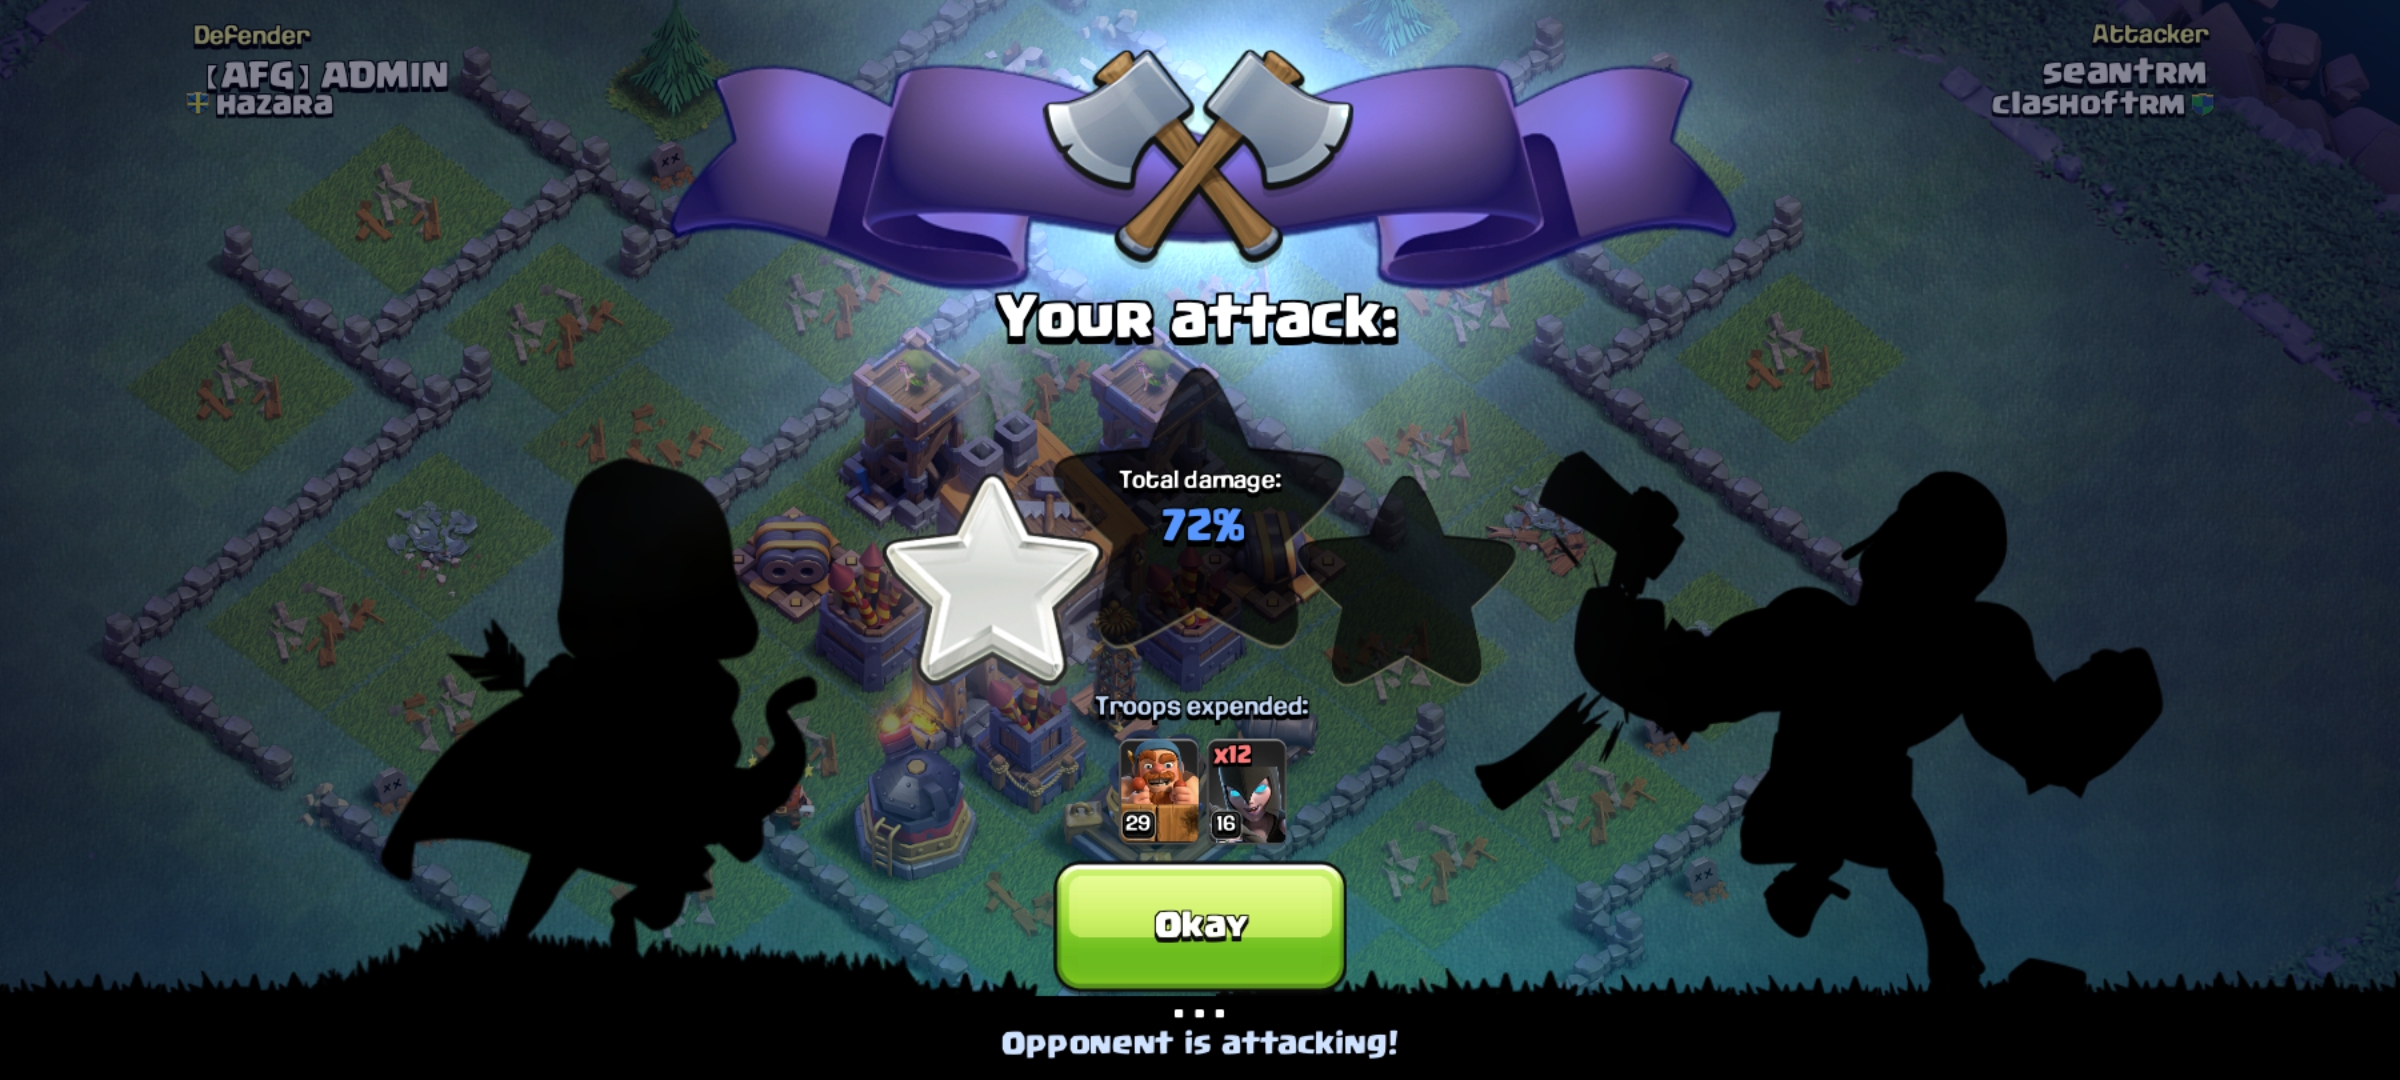 Defender
[AFG] ADMIN
HAZARA
Attacker
SEANTRM
CLASHOFTRM
Your attack:
Total damage:
72%
Troops expended:
x12
29
16
Okay
...
Opponent is attacking!